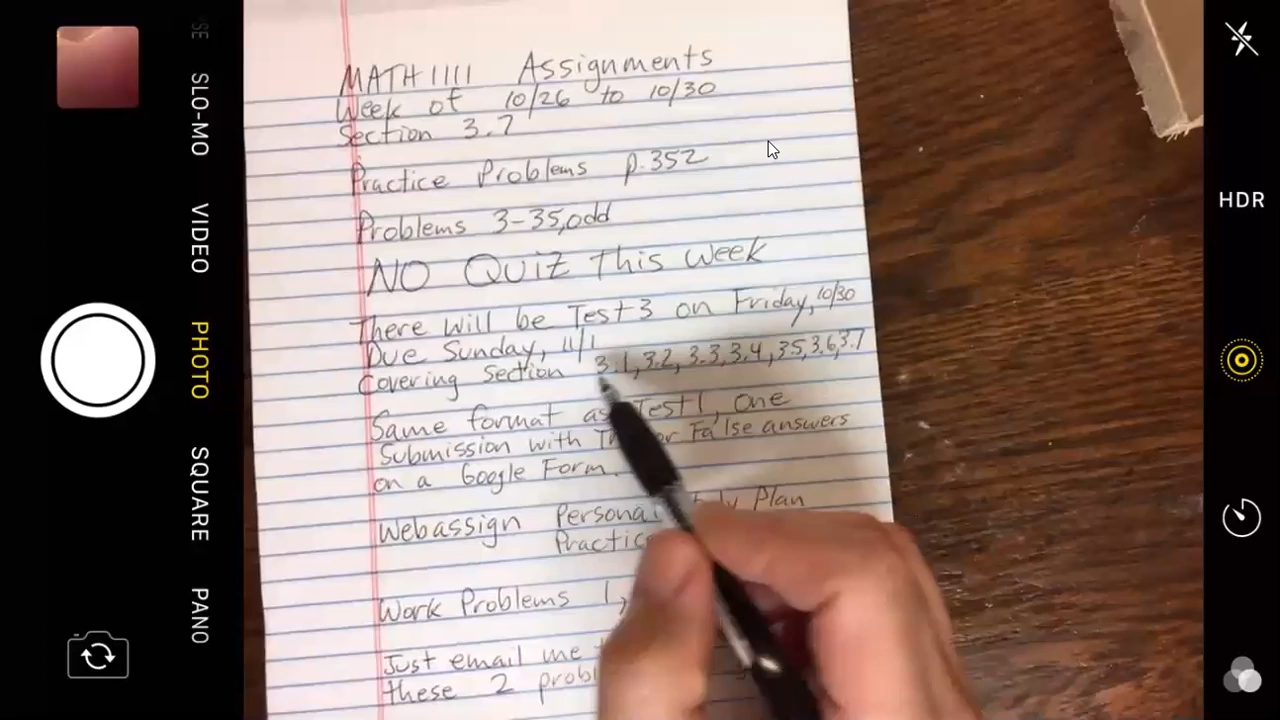 MATH 1111 Assignments
Week of 10/26 to 10/30
Section 3.7
Practice Problems p.352
Problems 3-35,odd
NO QUIZ This Week
There will be Test 3 on Friday, 10/30
Due Sunday, 11/1
Covering Section 3.1, 3.2, 3.3, 3.4, 3.5, 3.6, 3.7
Same format as Test 1, one
Submission with or False answers
on a Google Form.
Webassign Plan
Work Problems 1,
Just email me
these 2
SLO-MO
VIDEO
PHOTO
SQUARE
PANO
HDR